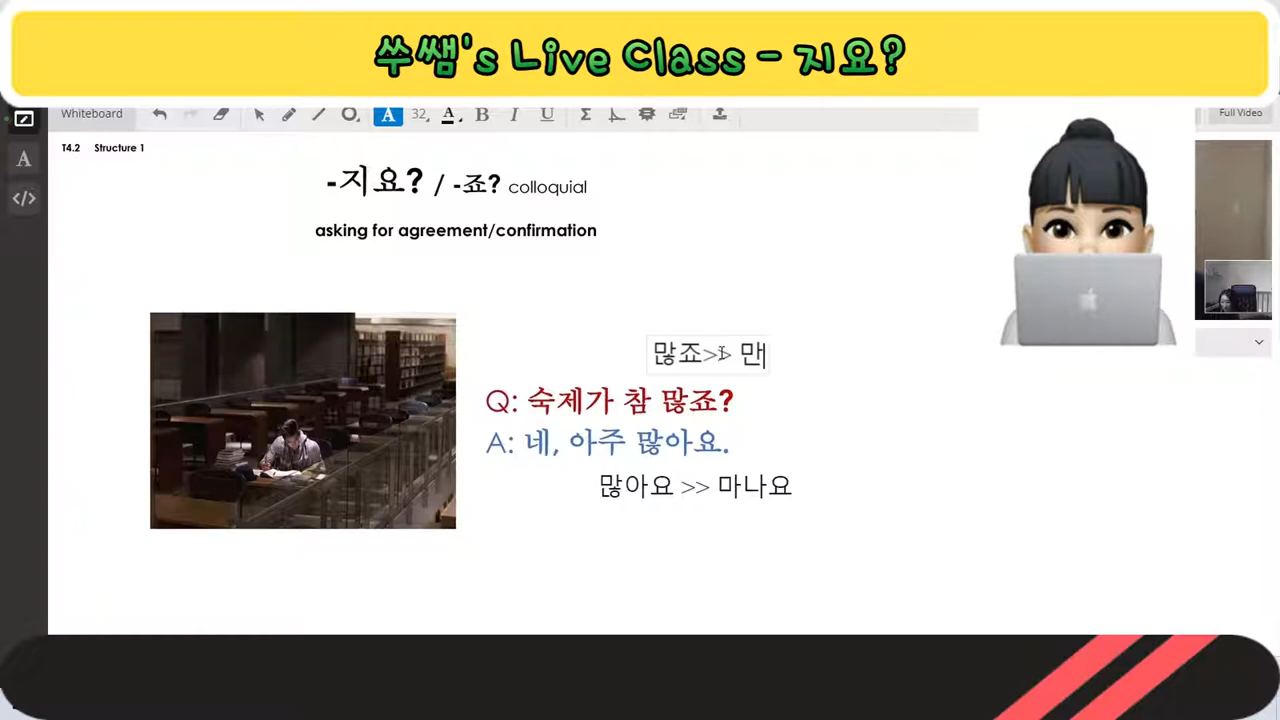 쑤쌤's Live Class - 지요?
Whiteboard
32
A
B
I
U
Σ
Full Video
T4.2 Structure 1
-지요? / -죠? colloquial
asking for agreement/confirmation
많죠>> 만
Q: 숙제가 참 많죠?
A: 네, 아주 많아요.
많아요 >> 마나요